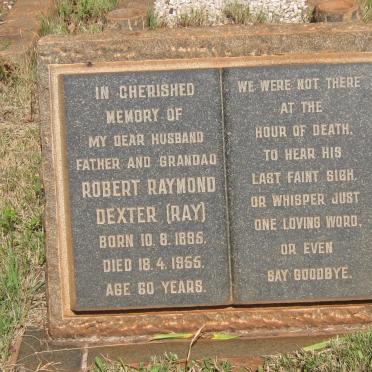 IN CHERISHED
MEMORY OF
MY DEAR HUSBAND
FATHER AND GRANDAD
ROBERT RAYMOND
DEXTER (RAY)
BORN 10. 8. 1895.
DIED 18. 4. 1955.
AGE 60 YEARS.
WE WERE NOT THERE
AT THE
HOUR OF DEATH,
TO HEAR HIS
LAST FAINT SIGH,
OR WHISPER JUST
ONE LOVING WORD,
OR EVEN
SAY GOODBYE.